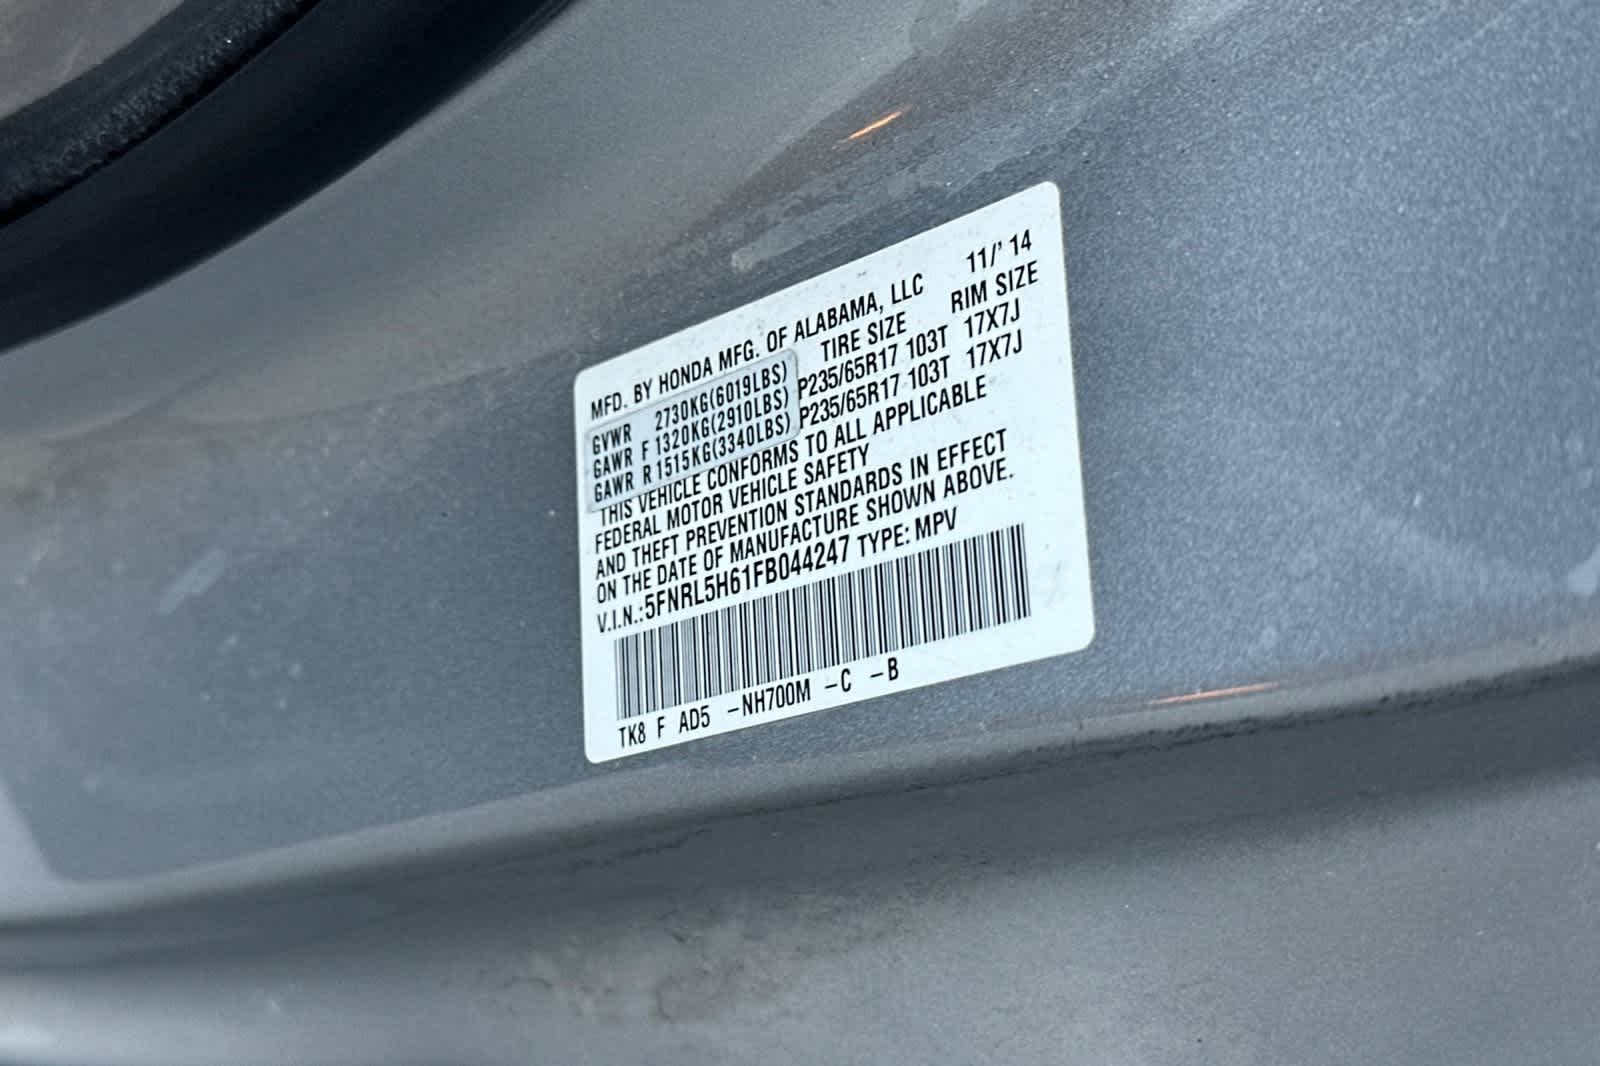 MFD. BY HONDA MFG. OF ALABAMA, LLC 11/' 14
TIRE SIZE RIM SIZE
GVWR 2730KG(6019LBS)
GAWR F 1320KG(2910LBS) P235/65R17 103T 17X7J
GAWR R 1515KG(3340LBS) P235/65R17 103T 17X7J
THIS VEHICLE CONFORMS TO ALL APPLICABLE
FEDERAL MOTOR VEHICLE SAFETY
AND THEFT PREVENTION STANDARDS IN EFFECT
ON THE DATE OF MANUFACTURE SHOWN ABOVE.
V.I.N.:5FNRL5H61FB044247 TYPE: MPV
TK8 F AD5 -NH700M -C -B